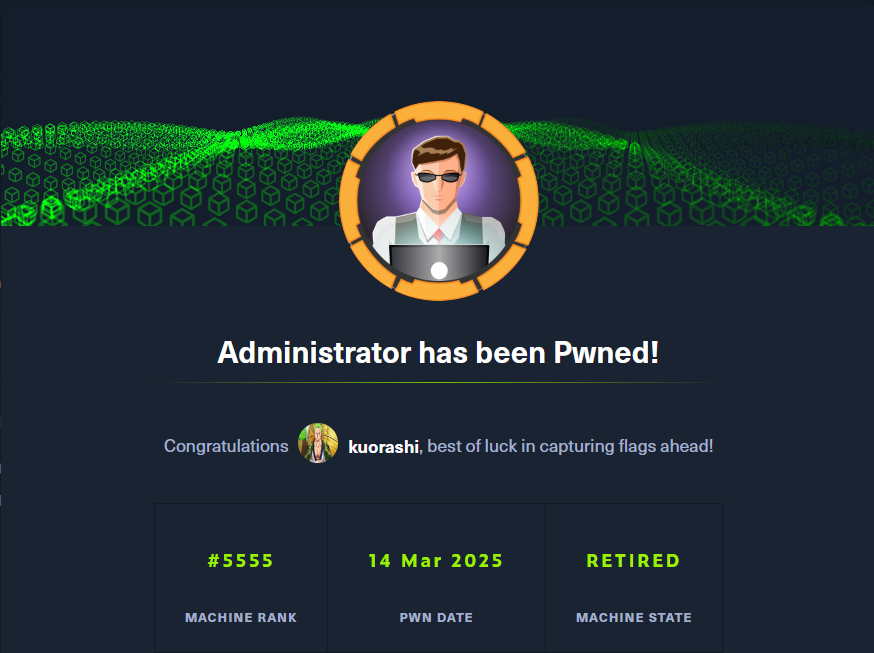 Administrator has been Pwned!
Congratulations kuorashi, best of luck in capturing flags ahead!
#5555 14 Mar 2025 RETIRED
MACHINE RANK PWN DATE MACHINE STATE